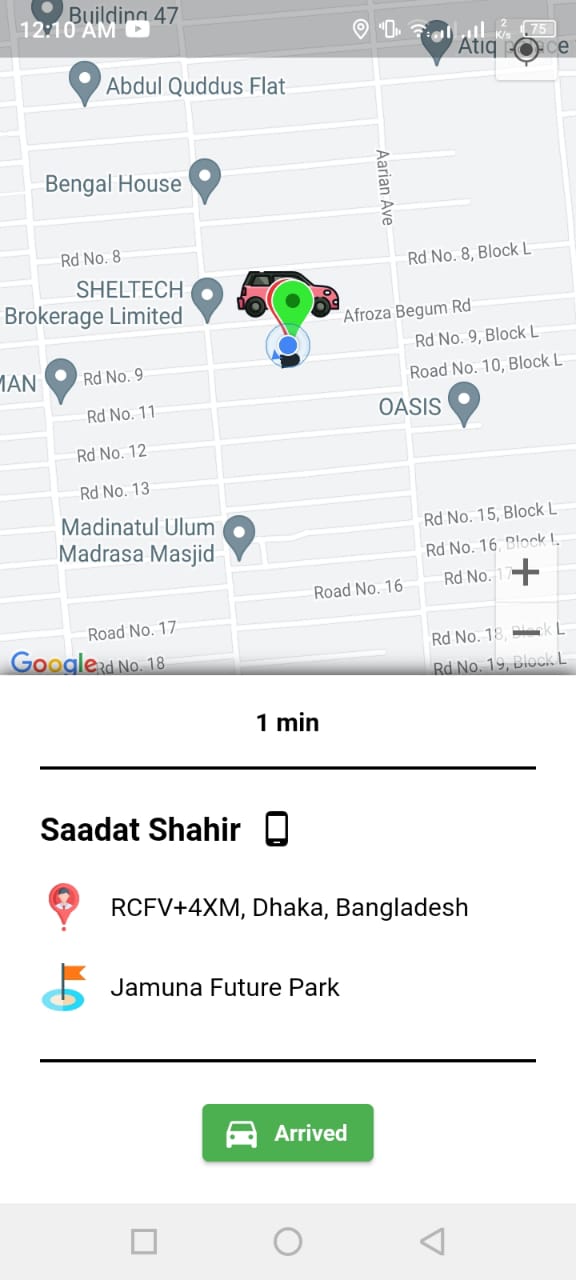 Building 47
12:10 AM
2
K/s
75
Atiq
Abdul Quddus Flat
Aarian Ave
Bengal House
Rd No. 8
Rd No. 8, Block L
SHELTECH
Brokerage Limited
Afroza Begum Rd
Rd No. 9, Block L
Road No. 10, Block L
Rd No. 9
OASIS
Rd No. 11
Rd No. 12
Rd No. 13
Rd No. 15, Block L
Madinatul Ulum
Madrasa Masjid
Rd No. 16, Block L
Rd No. 17
Road No. 16
Road No. 17
Rd No. 18, Block L
Google
Rd No. 18
Rd No. 19, Block L
1 min
Saadat Shahir
RCFV+4XM, Dhaka, Bangladesh
Jamuna Future Park
Arrived